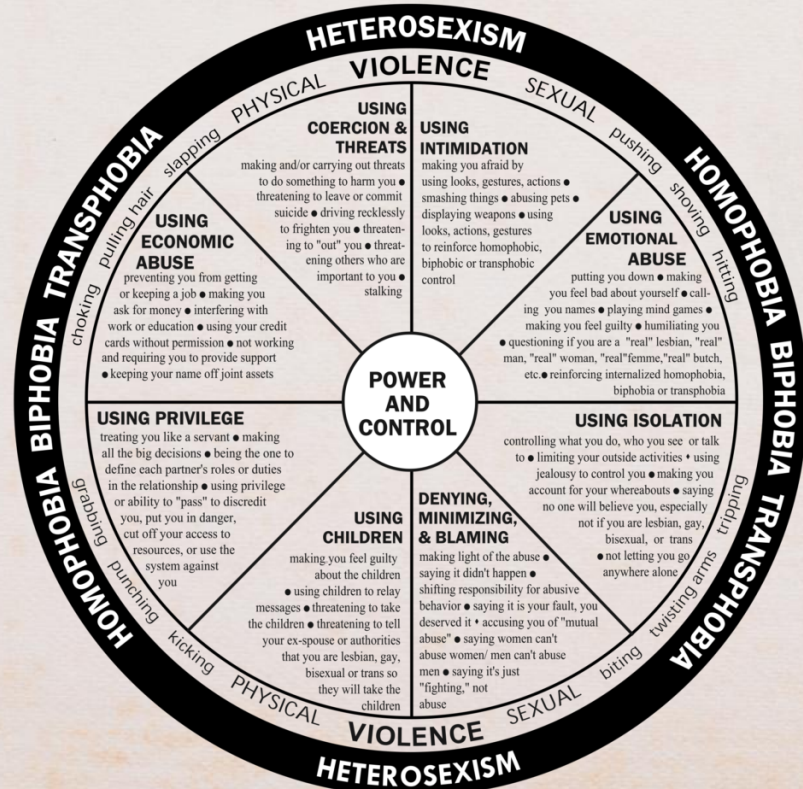 HETEROSEXISM
PHYSICAL VIOLENCE SEXUAL
HOMOPHOBIA BIPHOBIA TRANSPHOBIA
HOMOPHOBIA BIPHOBIA TRANSPHOBIA
choking
pulling hair
slapping
pushing
shoving
hitting
USING
COERCION &
THREATS
making and/or carrying out threats
to do something to harm you ●
threatening to leave or commit
suicide ● driving recklessly
to frighten you ● threaten-
ing to "out" you ● threat-
ening others who are
important to you ●
stalking
USING
INTIMIDATION
making you afraid by
using looks, gestures, actions ●
smashing things ● abusing pets ●
displaying weapons ● using
looks, actions, gestures
to reinforce homophobic,
biphobic or transphobic
control
USING
ECONOMIC
ABUSE
preventing you from getting
or keeping a job ● making you
ask for money ● interfering with
work or education ● using your credit
cards without permission ● not working
and requiring you to provide support
● keeping your name off joint assets
USING
EMOTIONAL
ABUSE
putting you down ● making
you feel bad about yourself ● call-
ing you names ● playing mind games ●
making you feel guilty ● humiliating you
● questioning if you are a "real" lesbian, "real"
man, "real" woman, "real"femme,"real" butch,
etc.● reinforcing internalized homophobia,
biphobia or transphobia
POWER
AND
CONTROL
USING PRIVILEGE
treating you like a servant ● making
all the big decisions ● being the one to
define each partner's roles or duties
in the relationship ● using privilege
or ability to "pass" to discredit
you, put you in danger,
cut off your access to
resources, or use the
system against
you
USING ISOLATION
controlling what you do, who you see or talk
to ● limiting your outside activities • using
jealousy to control you ● making you
account for your whereabouts ● saying
no one will believe you, especially
not if you are lesbian, gay,
bisexual, or trans
● not letting you go
anywhere alone
USING
CHILDREN
making you feel guilty
about the children
● using children to relay
messages ● threatening to take
the children ● threatening to tell
your ex-spouse or authorities
that you are lesbian, gay,
bisexual or trans so
they will take the
children
DENYING,
MINIMIZING,
& BLAMING
making light of the abuse ●
saying it didn't happen ●
shifting responsibility for abusive
behavior ● saying it is your fault, you
deserved it • accusing you of "mutual
abuse" ● saying women can't
abuse women/ men can't abuse
men ● saying it's just
"fighting," not
abuse
grabbing
punching
kicking
biting
twisting arms
tripping
PHYSICAL VIOLENCE SEXUAL
HETEROSEXISM